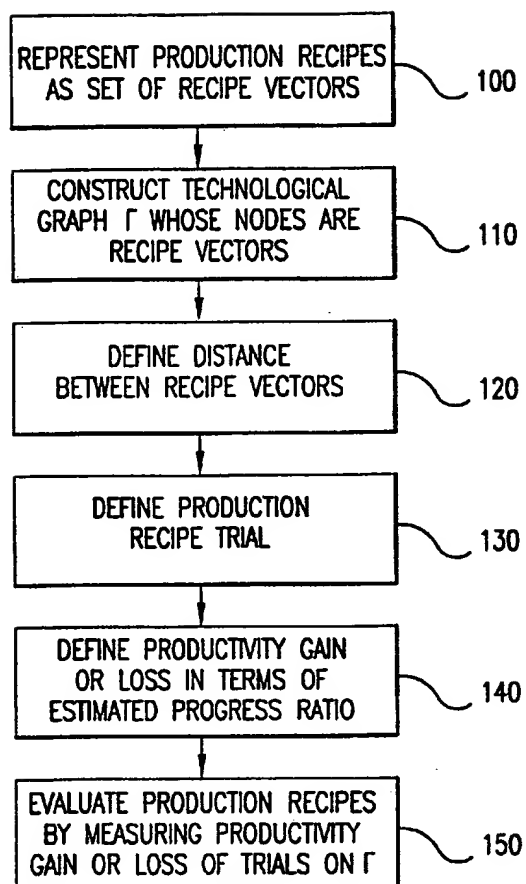 REPRESENT PRODUCTION RECIPES
AS SET OF RECIPE VECTORS
100
CONSTRUCT TECHNOLOGICAL
GRAPH Γ WHOSE NODES ARE
RECIPE VECTORS
110
DEFINE DISTANCE
BETWEEN RECIPE VECTORS
120
DEFINE PRODUCTION
RECIPE TRIAL
130
DEFINE PRODUCTIVITY GAIN
OR LOSS IN TERMS OF
ESTIMATED PROGRESS RATIO
140
EVALUATE PRODUCTION RECIPES
BY MEASURING PRODUCTIVITY
GAIN OR LOSS OF TRIALS ON Γ
150